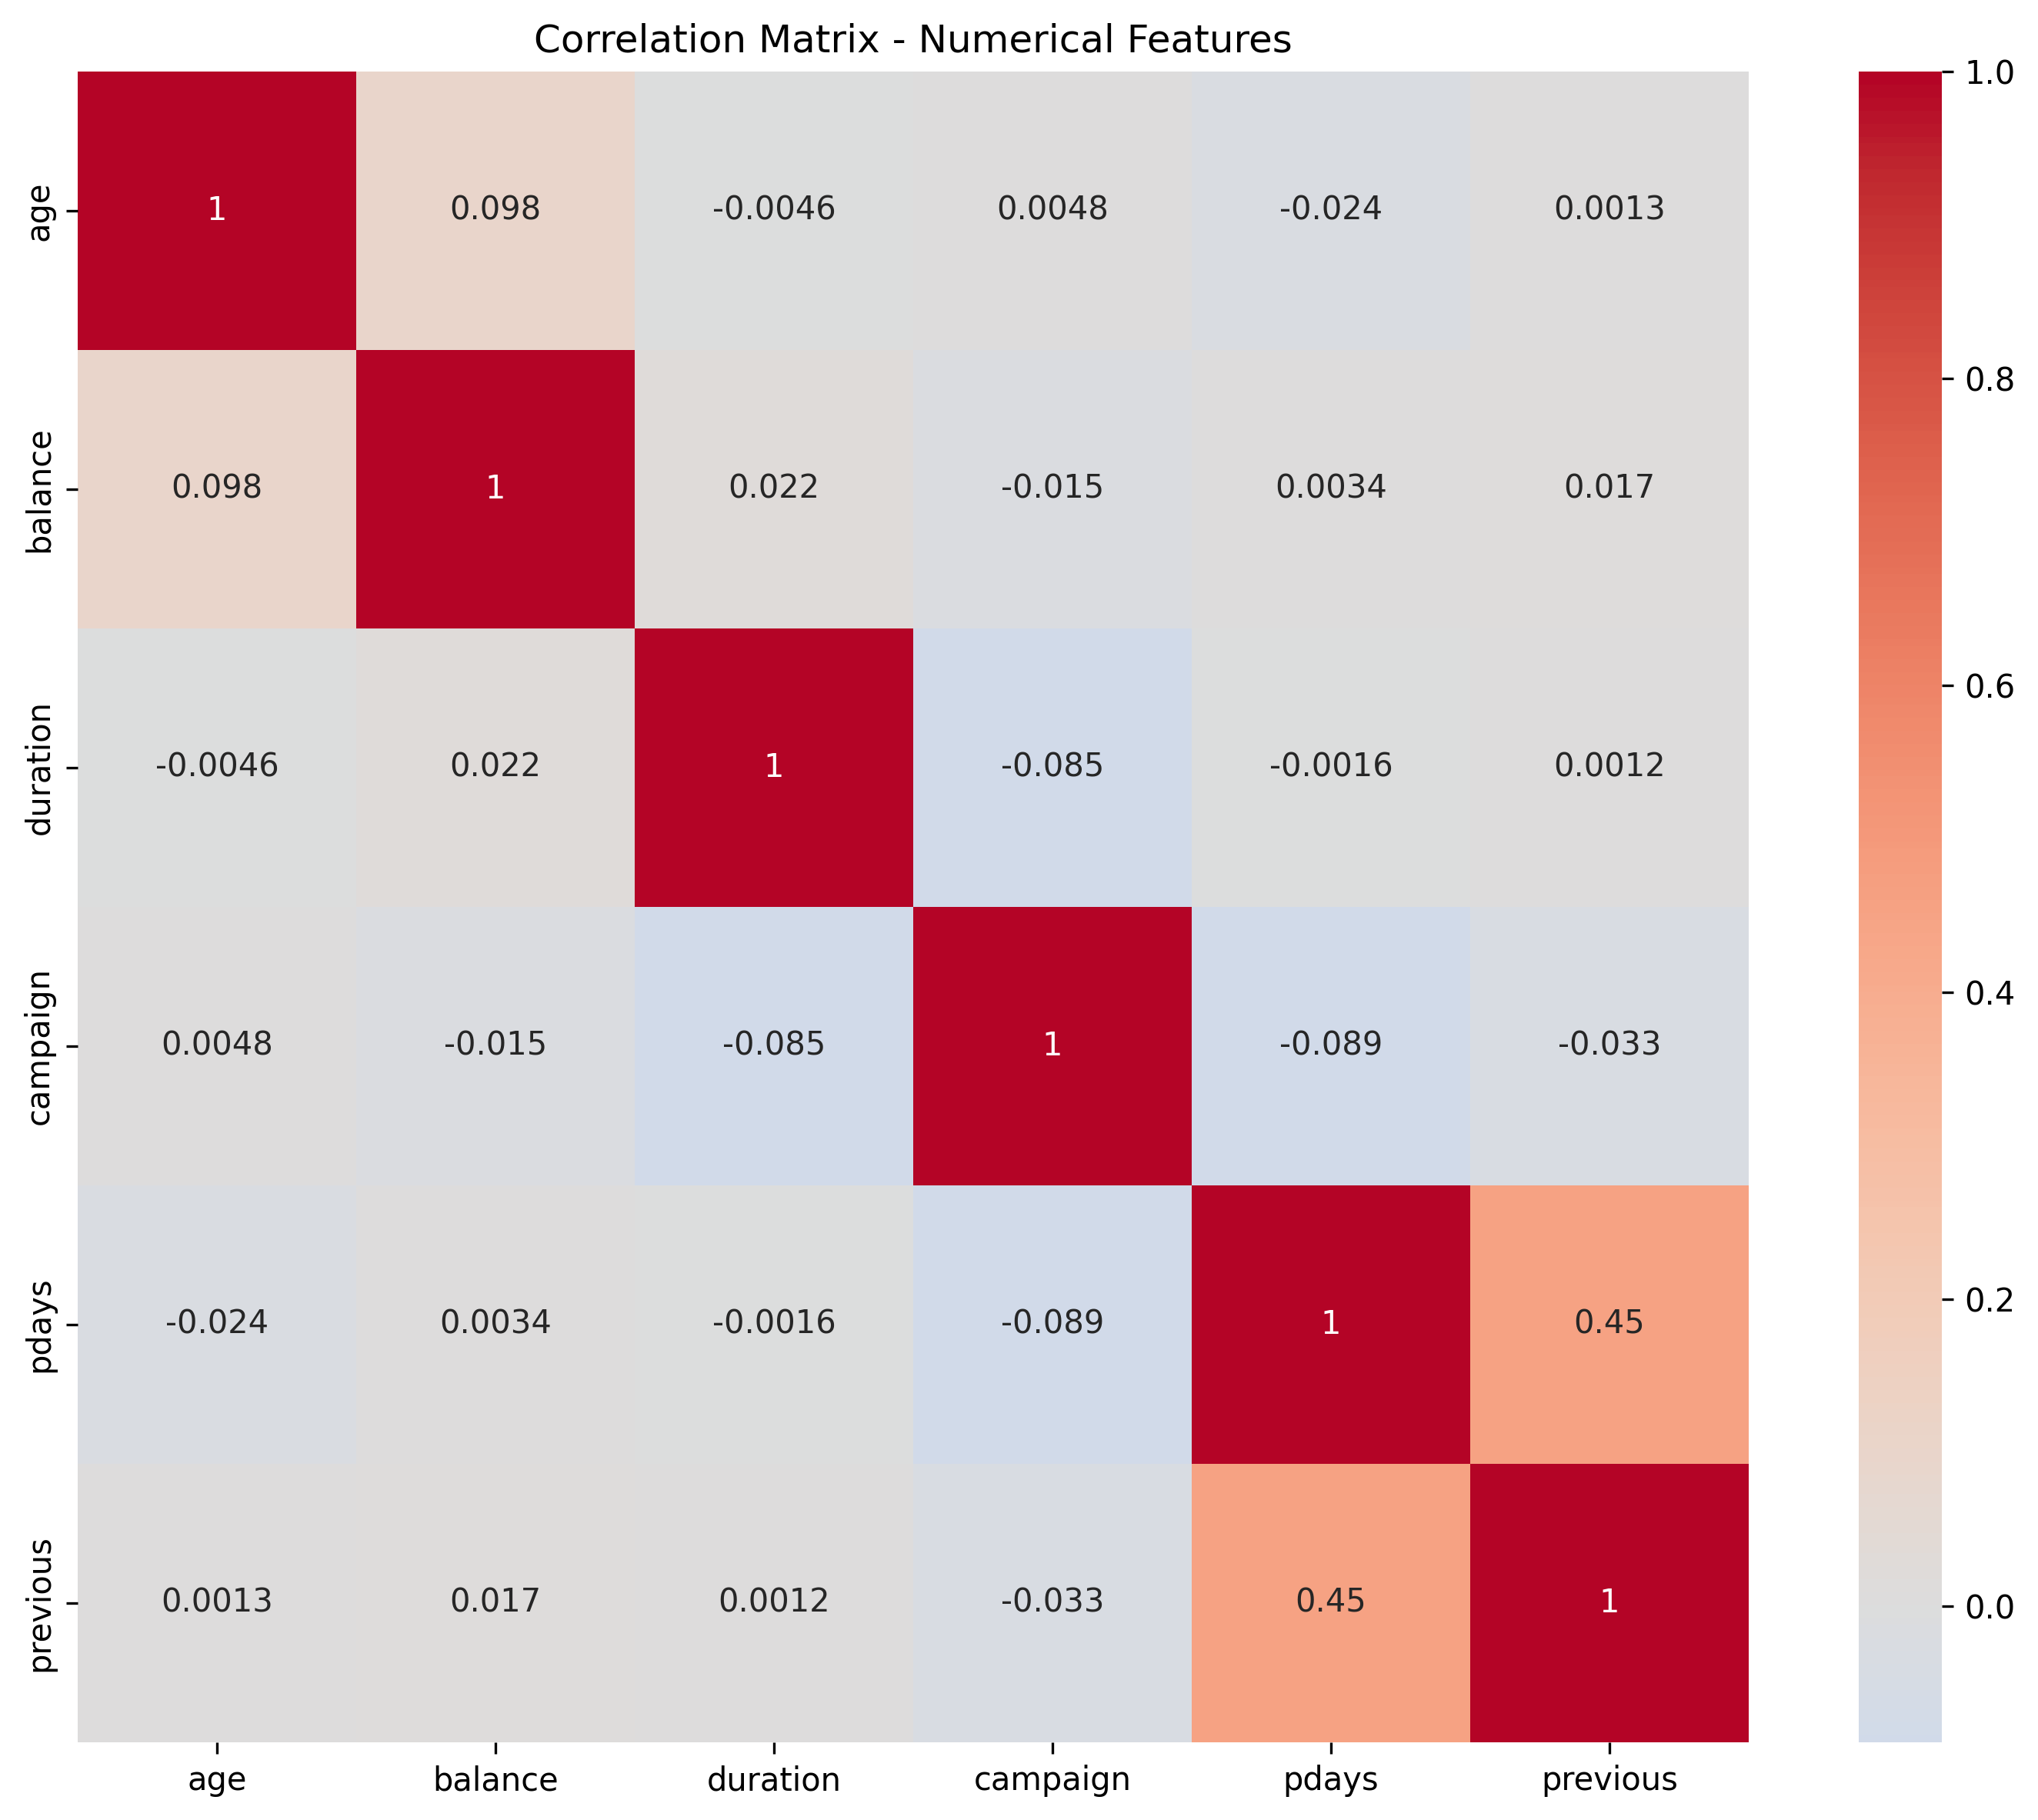 Correlation Matrix - Numerical Features
age 1 0.098 -0.0046 0.0048 -0.024 0.0013
balance 0.098 1 0.022 -0.015 0.0034 0.017
duration -0.0046 0.022 1 -0.085 -0.0016 0.0012
campaign 0.0048 -0.015 -0.085 1 -0.089 -0.033
pdays -0.024 0.0034 -0.0016 -0.089 1 0.45
previous 0.0013 0.017 0.0012 -0.033 0.45 1
age balance duration campaign pdays previous
1.0
0.8
0.6
0.4
0.2
0.0